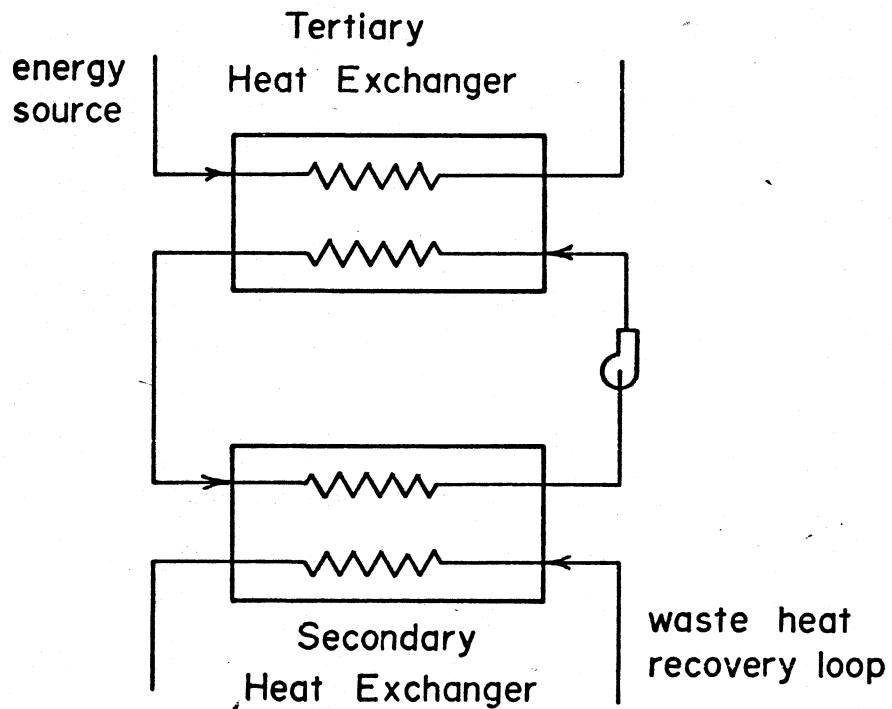 Tertiary
Heat Exchanger
energy
source
Secondary
Heat Exchanger
waste heat
recovery loop